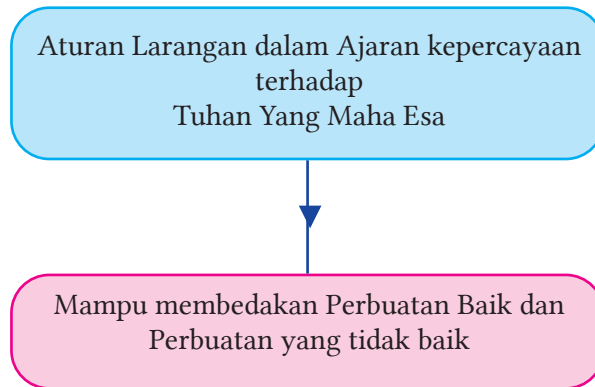 Aturan Larangan dalam Ajaran kepercayaan
terhadap
Tuhan Yang Maha Esa
Mampu membedakan Perbuatan Baik dan
Perbuatan yang tidak baik